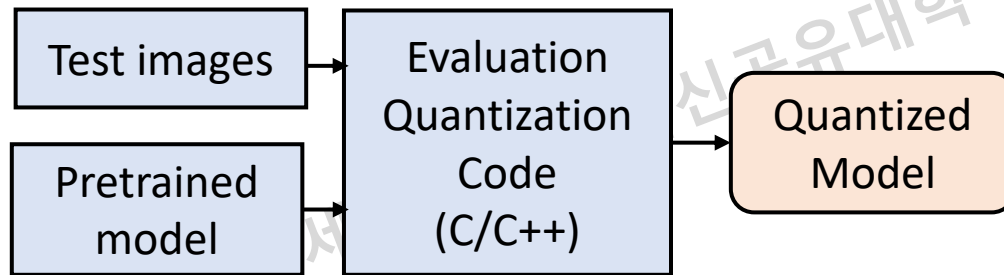 Test images
Pretrained
model
Evaluation
Quantization
Code
(C/C++)
Quantized
Model